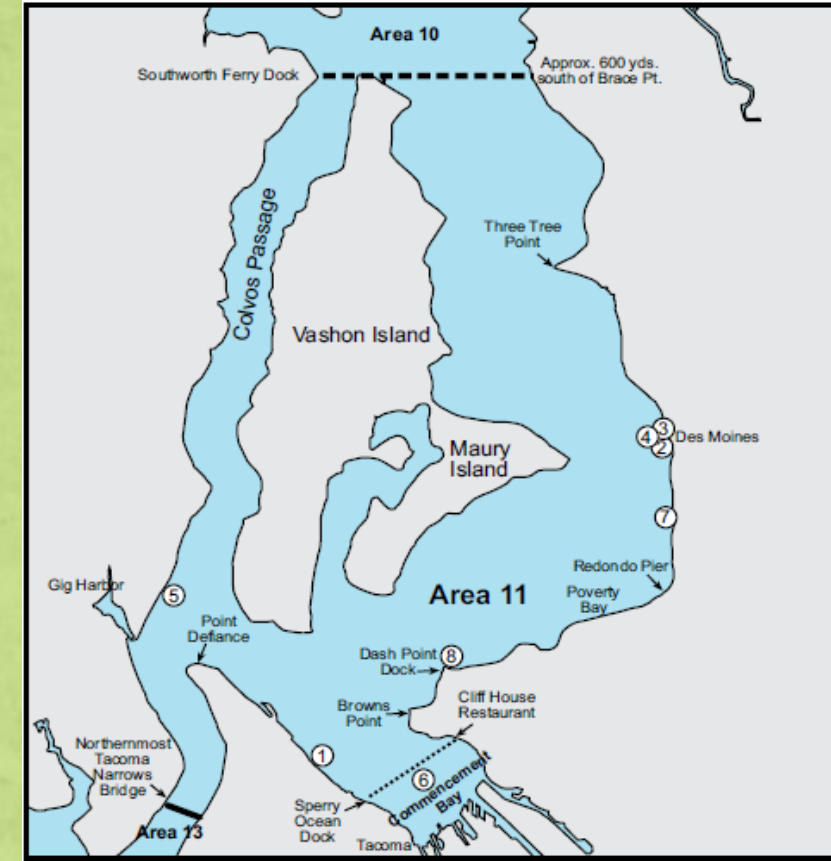 Area 10
Southworth Ferry Dock
Approx. 600 yds.
south of Brace Pt.
Colvos Passage
Three Tree
Point
Vashon Island
3
4
2
Des Moines
Maury
Island
7
Redondo Pier
Gig Harbor
5
Area 11
Poverty
Bay
Point
Defiance
Dash Point
Dock
8
Cliff House
Restaurant
Browns
Point
Northernmost
Tacoma
Narrows
Bridge
1
6
Commencement
Bay
Sperry
Ocean
Dock
Area 13
Tacoma